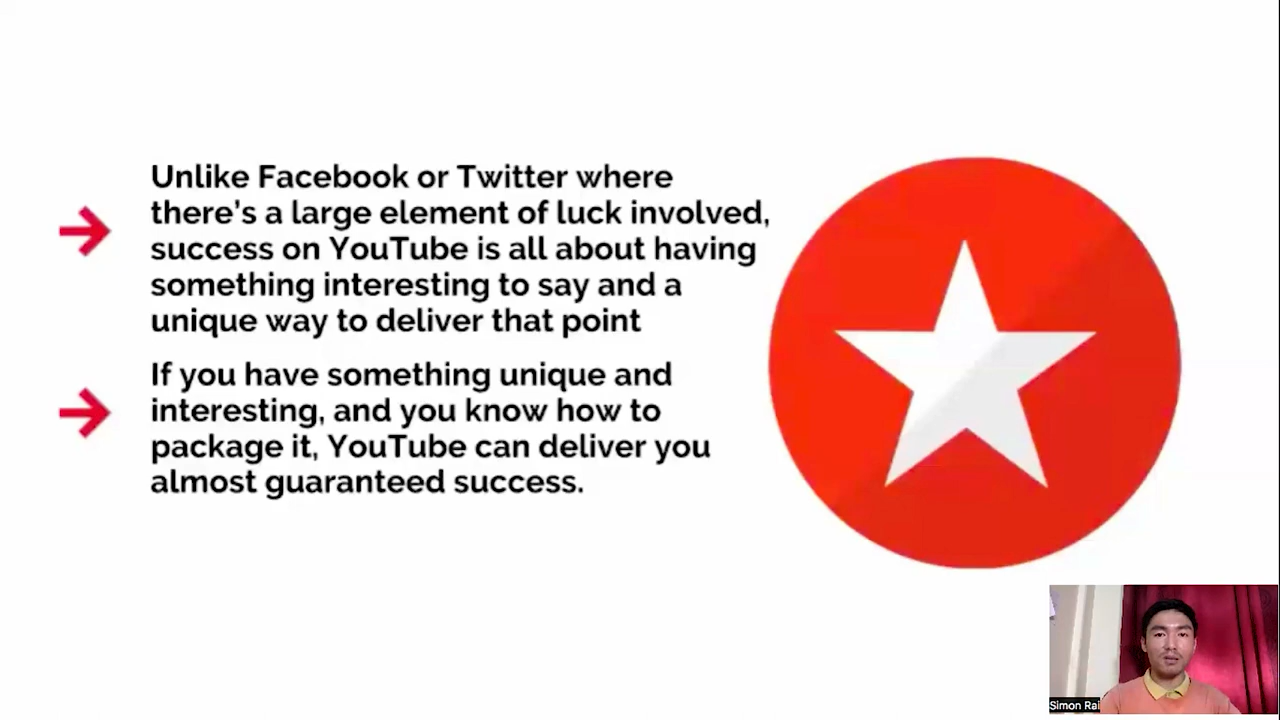 Unlike Facebook or Twitter where
there's a large element of luck involved,
success on YouTube is all about having
something interesting to say and a
unique way to deliver that point
If you have something unique and
interesting, and you know how to
package it, YouTube can deliver you
almost guaranteed success.
Simon Rai